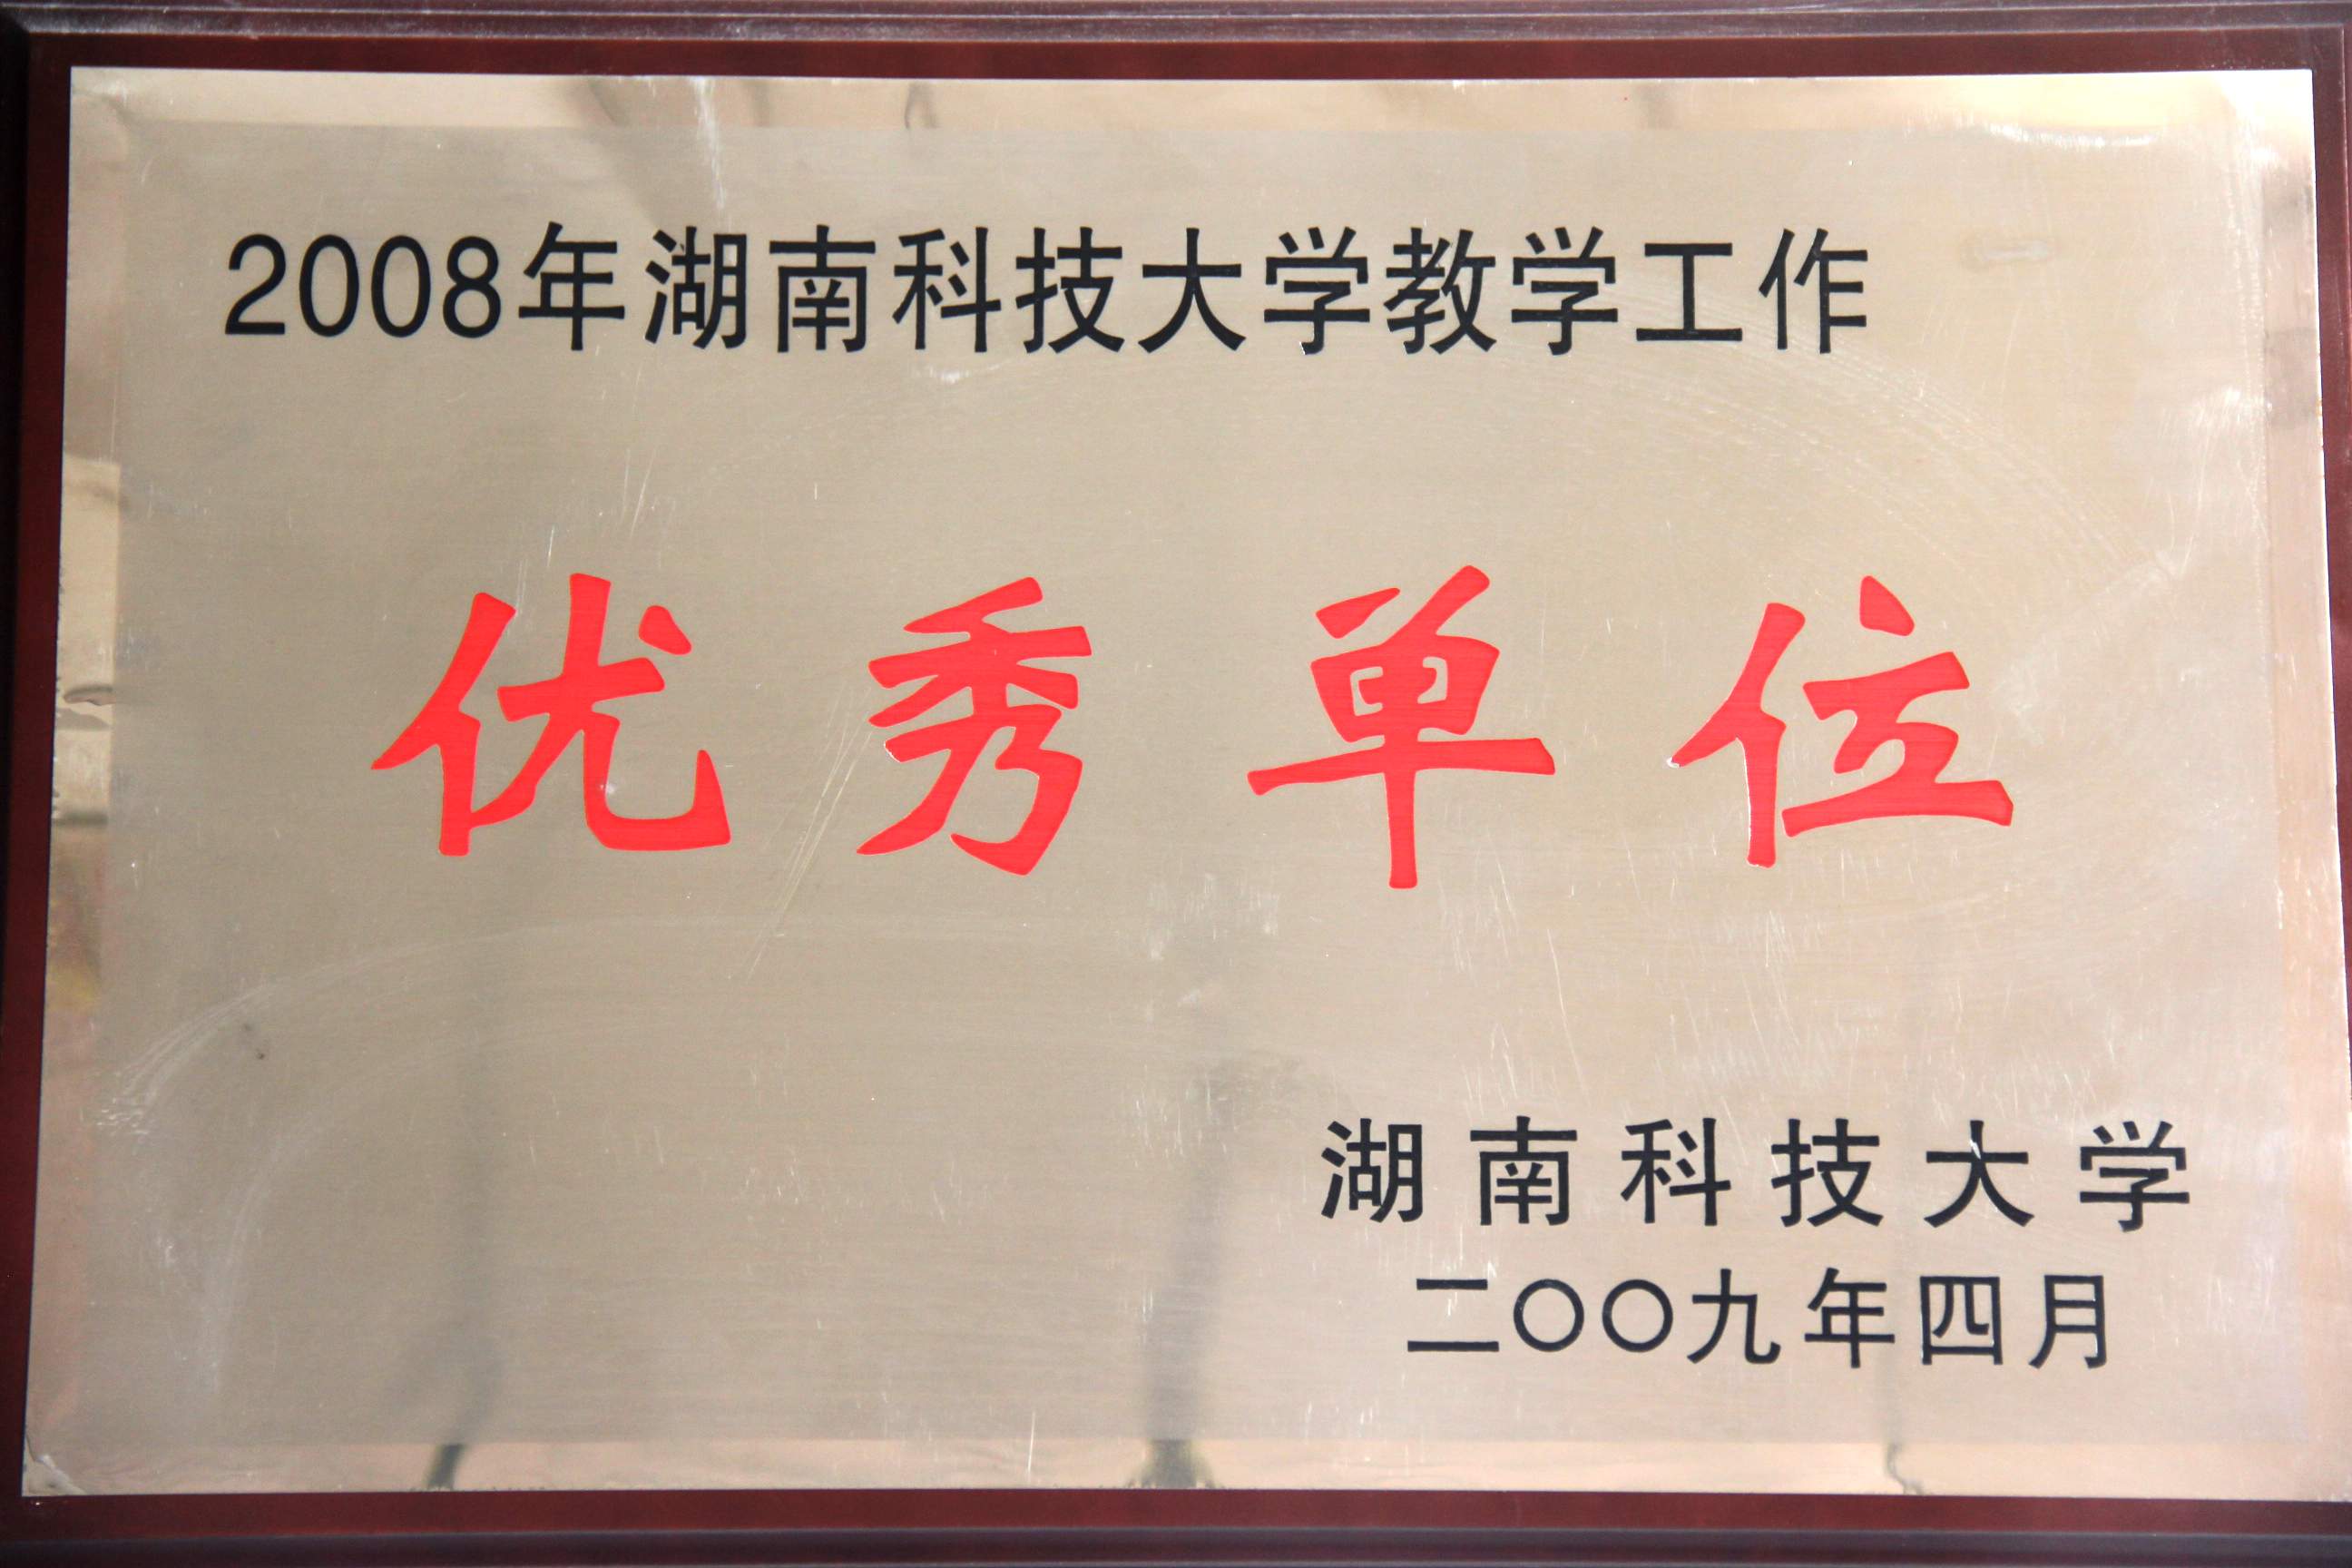 2008年湖南科技大学教学工作
优秀单位
湖南科技大学
二〇〇九年四月